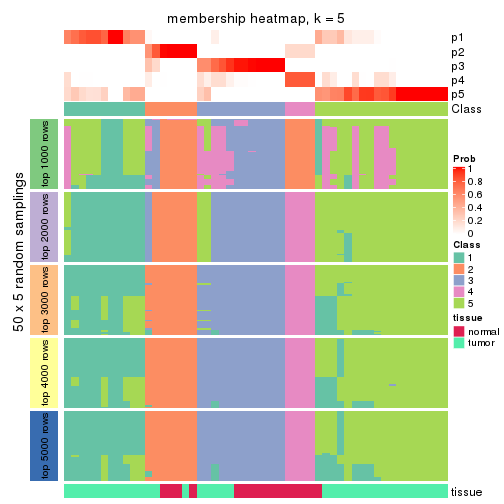 membership heatmap, k = 5
p1
p2
p3
p4
p5
Class
50 x 5 random samplings
top 1000 rows
top 2000 rows
top 3000 rows
top 4000 rows
top 5000 rows
tissue
Prob
1
0.8
0.6
0.4
0.2
0
Class
1
2
3
4
5
tissue
normal
tumor